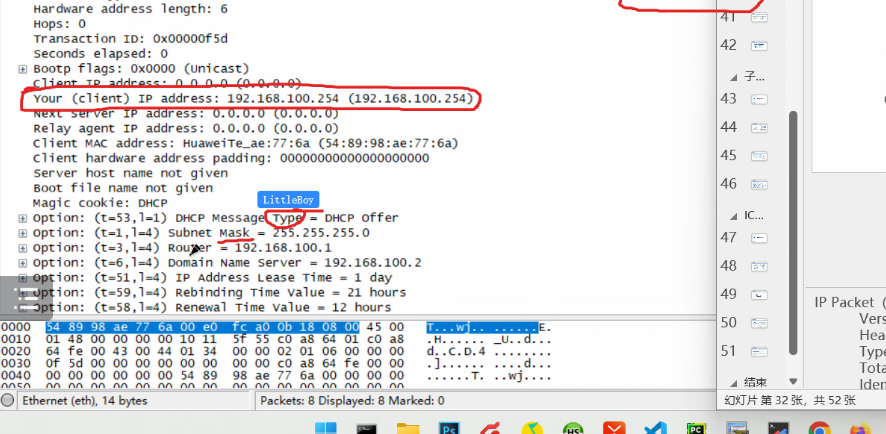 Hardware address length: 6
Hops: 0
Transaction ID: 0x00000f5d
Seconds elapsed: 0
Bootp flags: 0x0000 (Unicast)
Client IP address: 0.0.0.0 (0.0.0.0)
Your (client) IP address: 192.168.100.254 (192.168.100.254)
Next server IP address: 0.0.0.0 (0.0.0.0)
Relay agent IP address: 0.0.0.0 (0.0.0.0)
Client MAC address: HuaweiTe_ae:77:6a (54:89:98:ae:77:6a)
Client hardware address padding: 00000000000000000000
Server host name not given
Boot file name not given
Magic cookie: DHCP
LittleBoy
Option: (t=53,l=1) DHCP Message Type = DHCP Offer
Option: (t=1,l=4) Subnet Mask = 255.255.255.0
Option: (t=3,l=4) Router = 192.168.100.1
Option: (t=6,l=4) Domain Name Server = 192.168.100.2
Option: (t=51,l=4) IP Address Lease Time = 1 day
Option: (t=59,l=4) Rebinding Time Value = 21 hours
Option: (t=58,l=4) Renewal Time Value = 12 hours
0000 54 89 98 ae 77 6a 00 e0 fc a0 0b 18 08 00 45 00 T...wj.. ......E.
0010 01 48 00 00 00 00 10 11 5f 55 c0 a8 64 01 c0 a8 .H...... _U..d...
0020 64 fe 00 43 00 44 01 34 00 00 02 01 06 00 00 00 d..C.D.4 ........
0030 0f 5d 00 00 00 00 00 00 00 00 c0 a8 64 fe 00 00 .]...... ....d...
0040 00 00 00 00 00 00 54 89 98 ae 77 6a 00 00 00 00 ......T. ..wj....
Ethernet (eth), 14 bytes
Packets: 8 Displayed: 8 Marked: 0
41
42
子...
43
44
45
46
IC...
47
48
49
50
51
结束
幻灯片 第 32 张，共 52 张
IP Packet (
Vers
Hea
Type
Tota
Iden